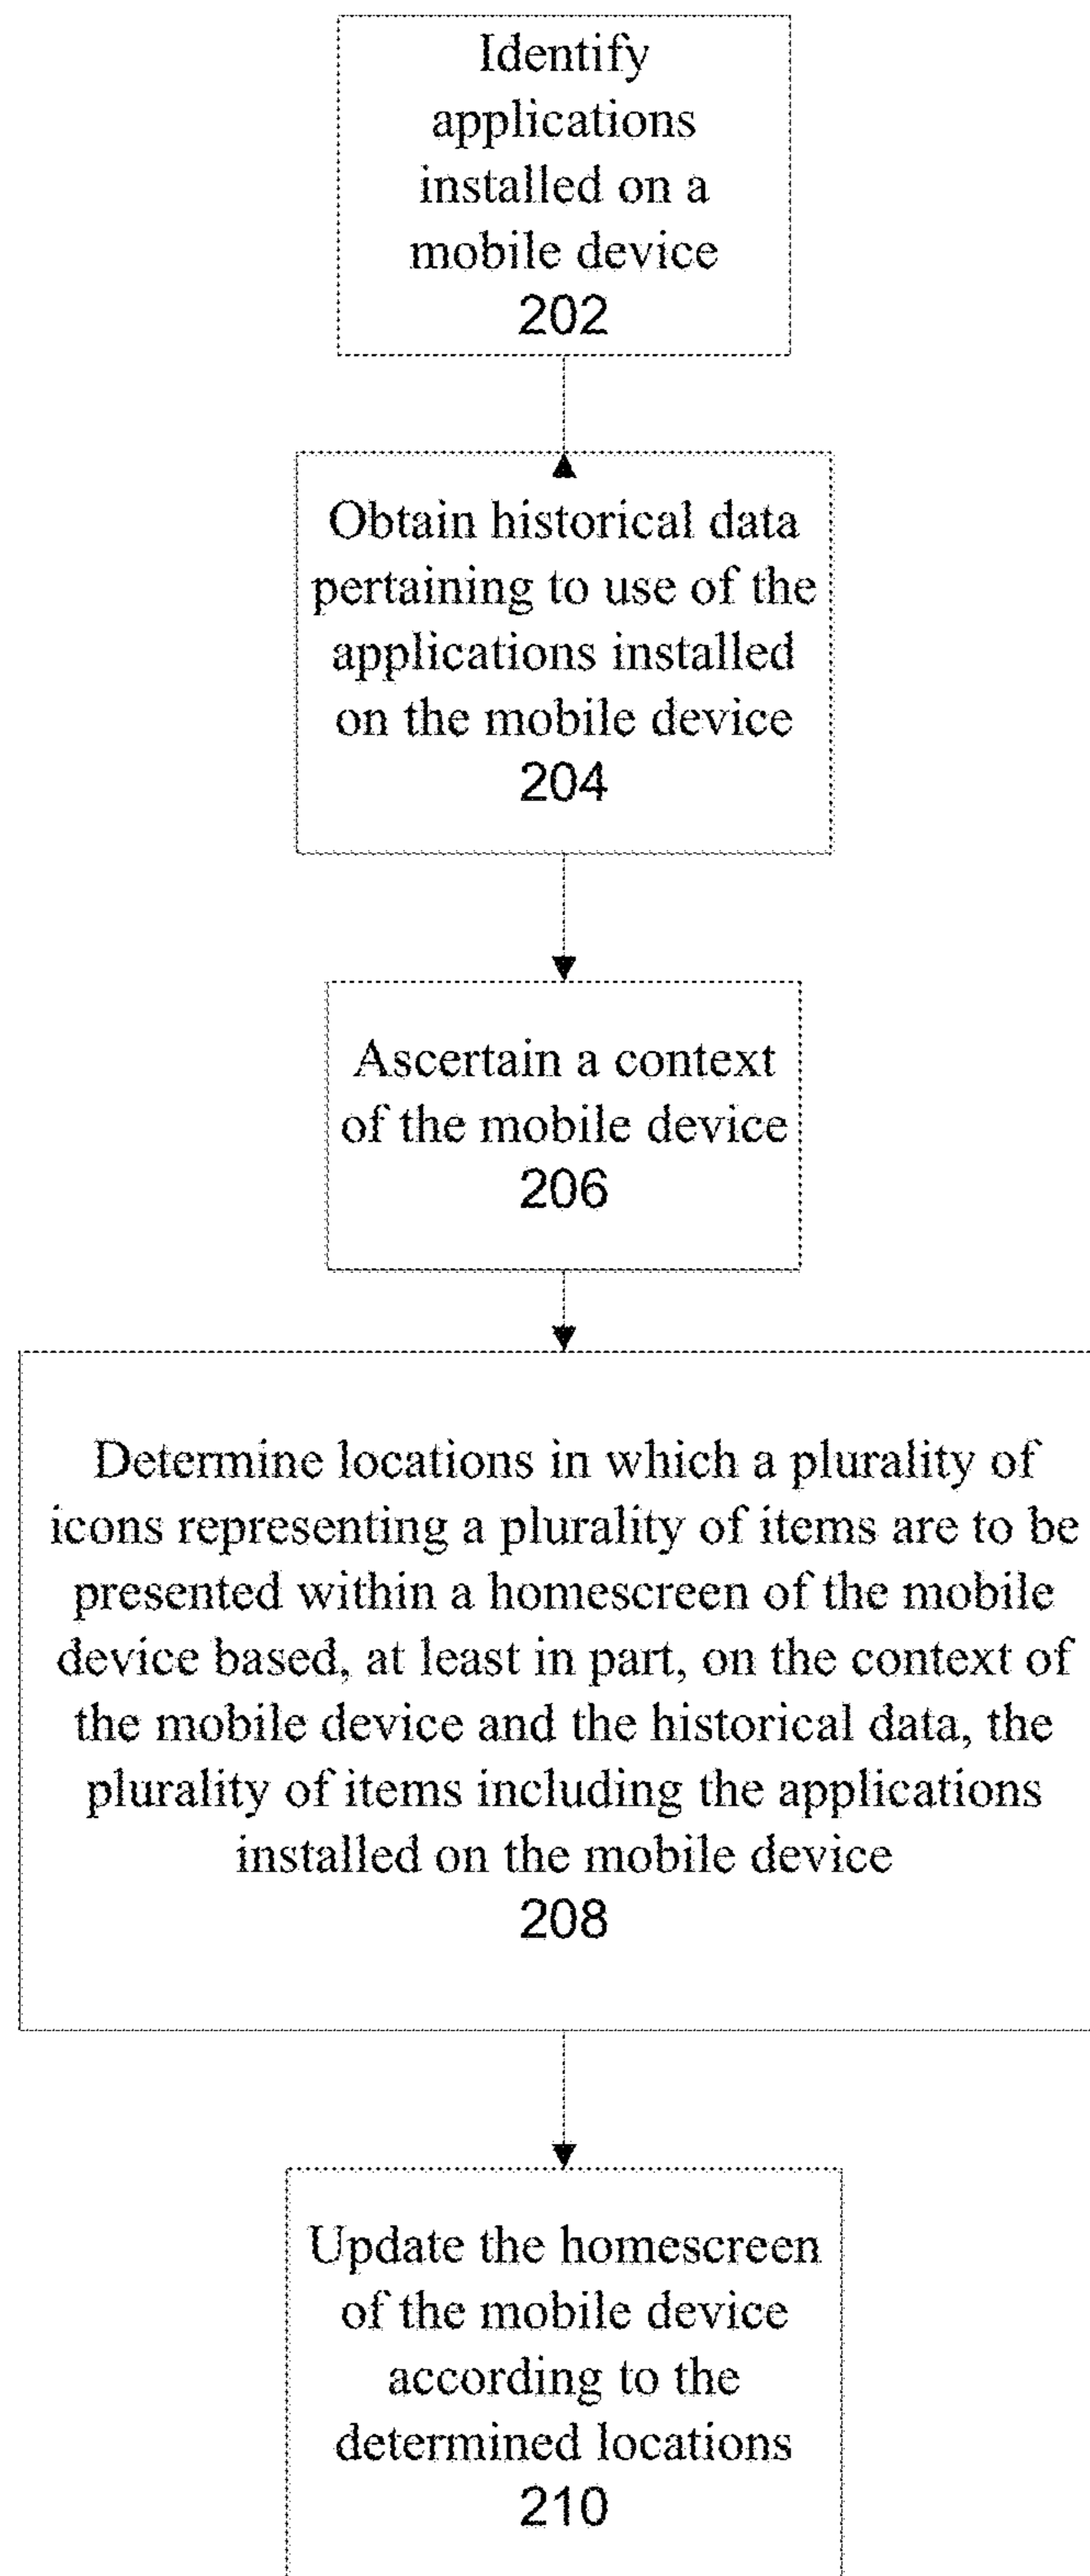 Identify
applications
installed on a
mobile device
202
Obtain historical data
pertaining to use of the
applications installed
on the mobile device
204
Ascertain a context
of the mobile device
206
Determine locations in which a plurality of
icons representing a plurality of items are to be
presented within a homescreen of the mobile
device based, at least in part, on the context of
the mobile device and the historical data, the
plurality of items including the applications
installed on the mobile device
208
Update the homescreen
of the mobile device
according to the
determined locations
210